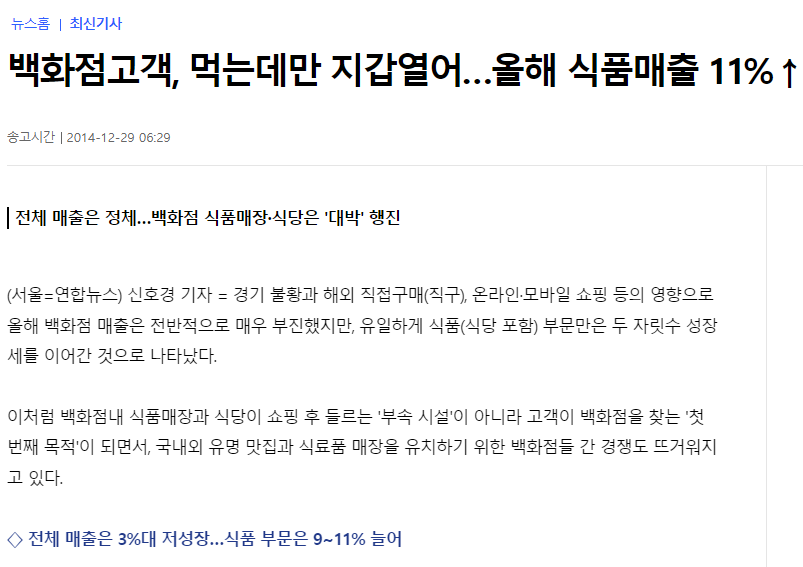 뉴스홈 | 최신기사
백화점고객, 먹는데만 지갑열어…올해 식품매출 11%↑
송고시간 | 2014-12-29 06:29
전체 매출은 정체…백화점 식품매장·식당은 '대박' 행진
(서울=연합뉴스) 신호경 기자 = 경기 불황과 해외 직접구매(직구), 온라인·모바일 쇼핑 등의 영향으로
올해 백화점 매출은 전반적으로 매우 부진했지만, 유일하게 식품(식당 포함) 부문만은 두 자릿수 성장
세를 이어간 것으로 나타났다.
이처럼 백화점내 식품매장과 식당이 쇼핑 후 들르는 '부속 시설'이 아니라 고객이 백화점을 찾는 '첫
번째 목적'이 되면서, 국내외 유명 맛집과 식료품 매장을 유치하기 위한 백화점들 간 경쟁도 뜨거워지
고 있다.
◇ 전체 매출은 3%대 저성장…식품 부문은 9~11% 늘어